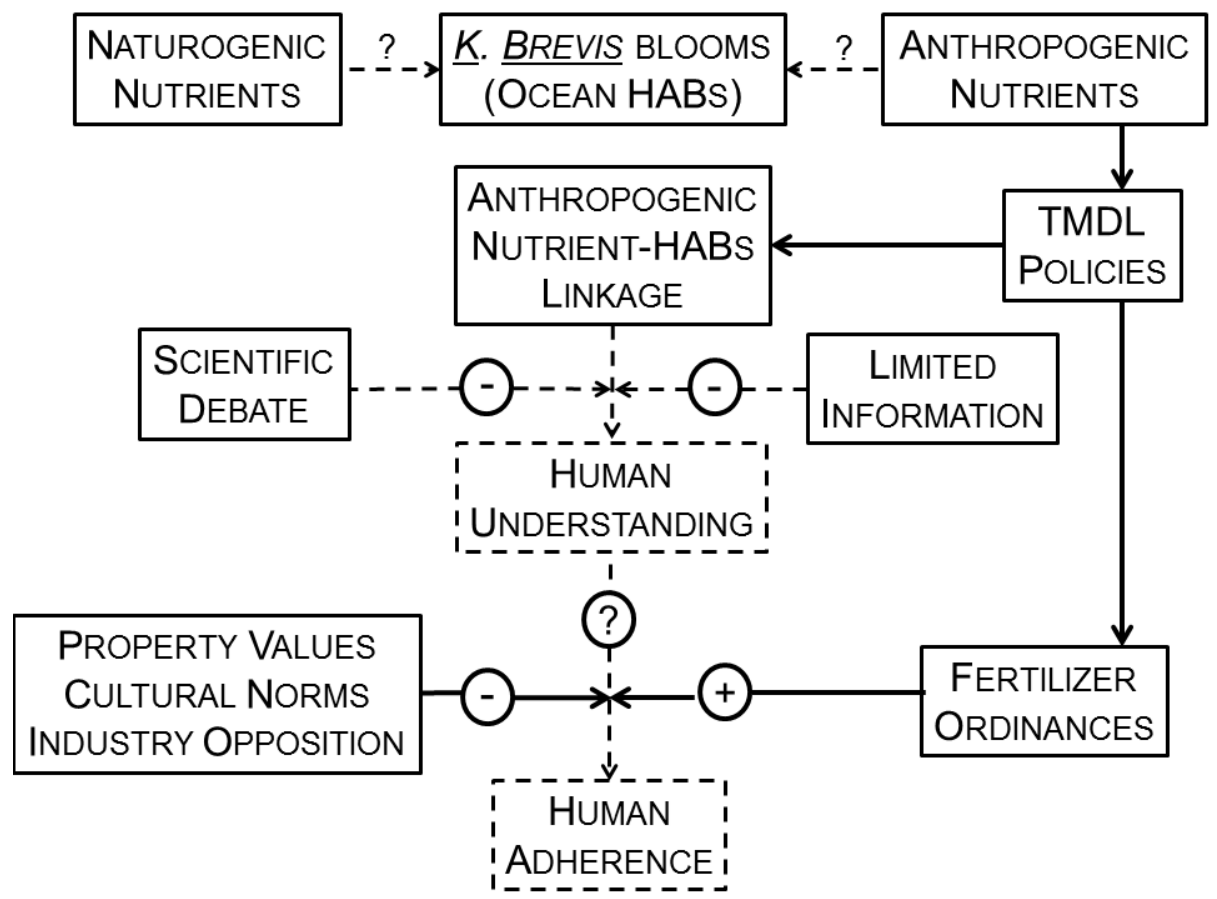 NATUROGENIC
NUTRIENTS
?
K. BREVIS BLOOMS
(OCEAN HABS)
?
ANTHROPOGENIC
NUTRIENTS
ANTHROPOGENIC
NUTRIENT-HABS
LINKAGE
TMDL
POLICIES
SCIENTIFIC
DEBATE
-
-
LIMITED
INFORMATION
HUMAN
UNDERSTANDING
?
PROPERTY VALUES
CULTURAL NORMS
INDUSTRY OPPOSITION
-
+
FERTILIZER
ORDINANCES
HUMAN
ADHERENCE